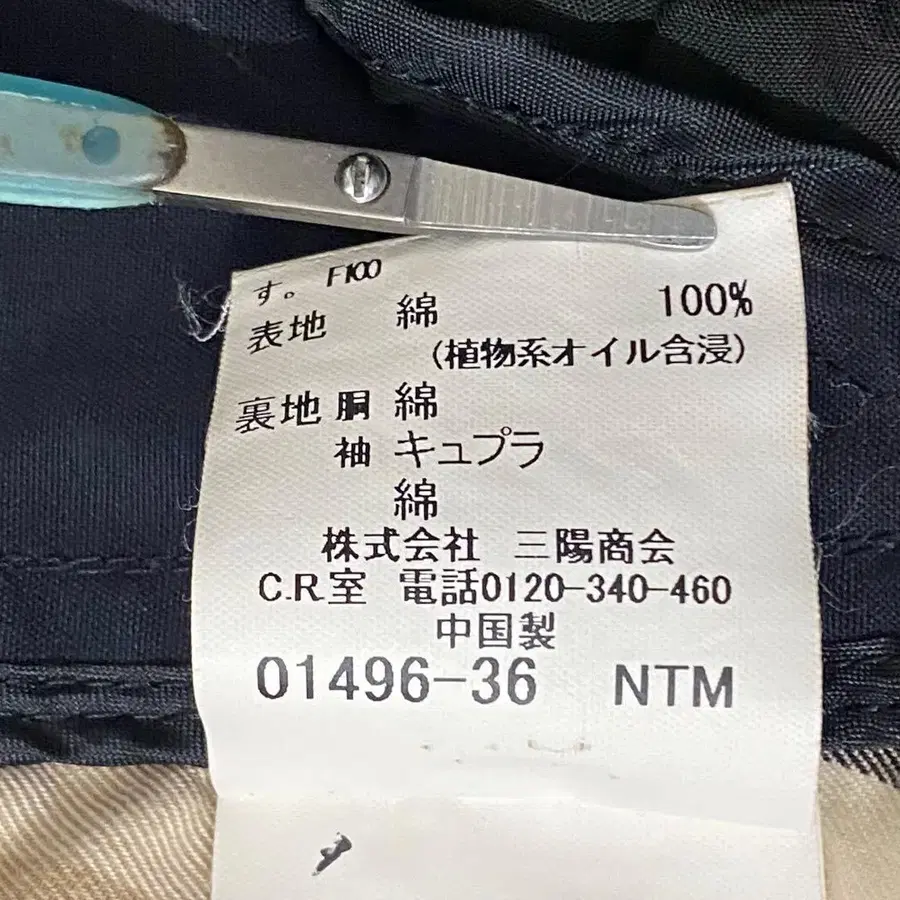 す。 F100
表地 綿 100%
(植物系オイル含浸)
裏地 胴 綿
袖 キュプラ
綿
株式会社 三陽商会
C.R.室 電話0120-340-460
中国製
01496-36 NTM